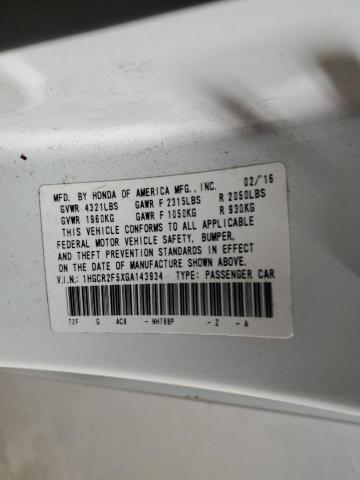 MFD. BY HONDA OF AMERICA MFG., INC. 02/16
GVWR 4321LBS GAWR F 2315LBS R 2050LBS
GVWR 1960KG GAWR F 1050KG R 930KG
THIS VEHICLE CONFORMS TO ALL APPLICABLE
FEDERAL MOTOR VEHICLE SAFETY, BUMPER,
AND THEFT PREVENTION STANDARDS IN EFFECT
ON THE DATE OF MANUFACTURE SHOWN ABOVE.
V.I.N.: 1HGCR2F5XGA143934 TYPE: PASSENGER CAR
T2F G AC6 - NH788P - Z - A